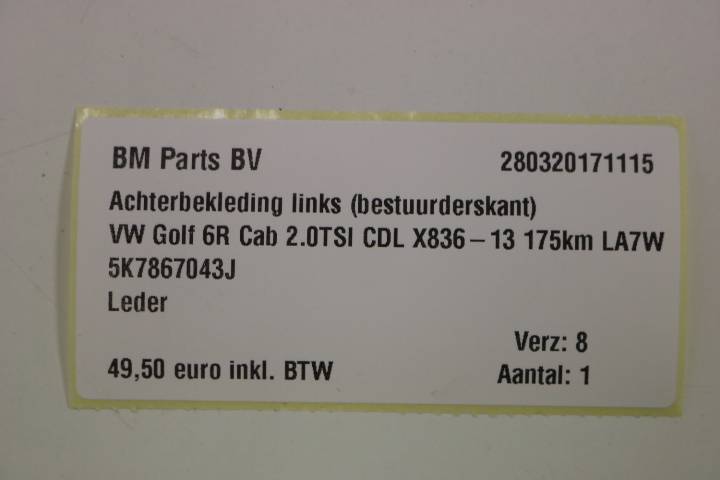 BM Parts BV 280320171115
Achterbekleding links (bestuurderskant)
VW Golf 6R Cab 2.0TSI CDL X836 – 13 175km LA7W
5K7867043J
Leder
Verz: 8
49,50 euro inkl. BTW Aantal: 1